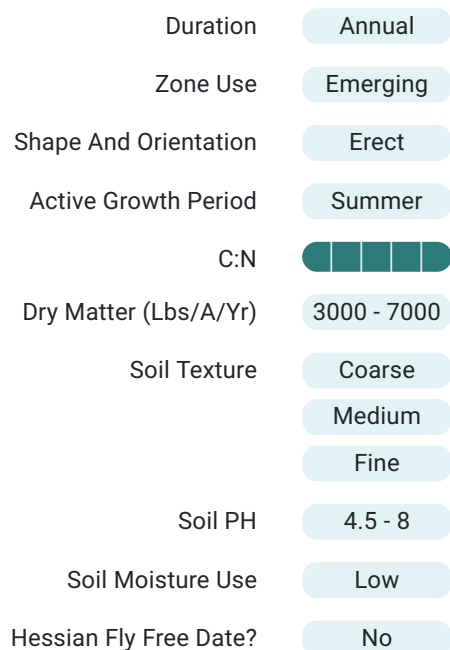 Duration Annual
Zone Use Emerging
Shape And Orientation Erect
Active Growth Period Summer
C:N
Dry Matter (Lbs/A/Yr) 3000 - 7000
Soil Texture Coarse
Medium
Fine
Soil PH 4.5 - 8
Soil Moisture Use Low
Hessian Fly Free Date? No